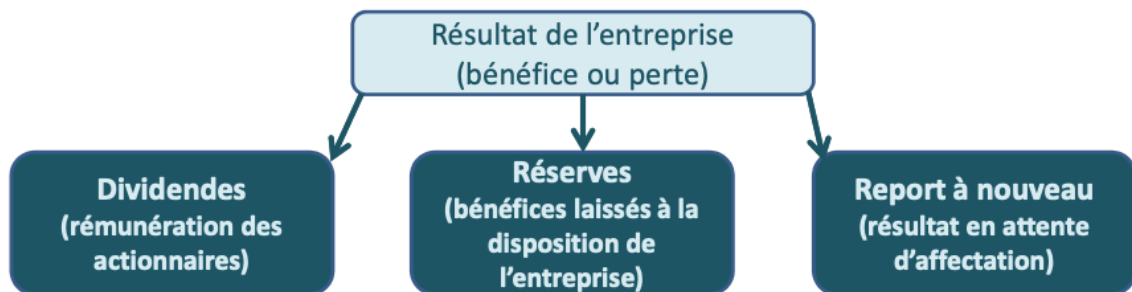 Résultat de l’entreprise
(bénéfice ou perte)
Dividendes
(rémunération des
actionnaires)
Réserves
(bénéfices laissés à la
disposition de
l’entreprise)
Report à nouveau
(résultat en attente
d’affectation)